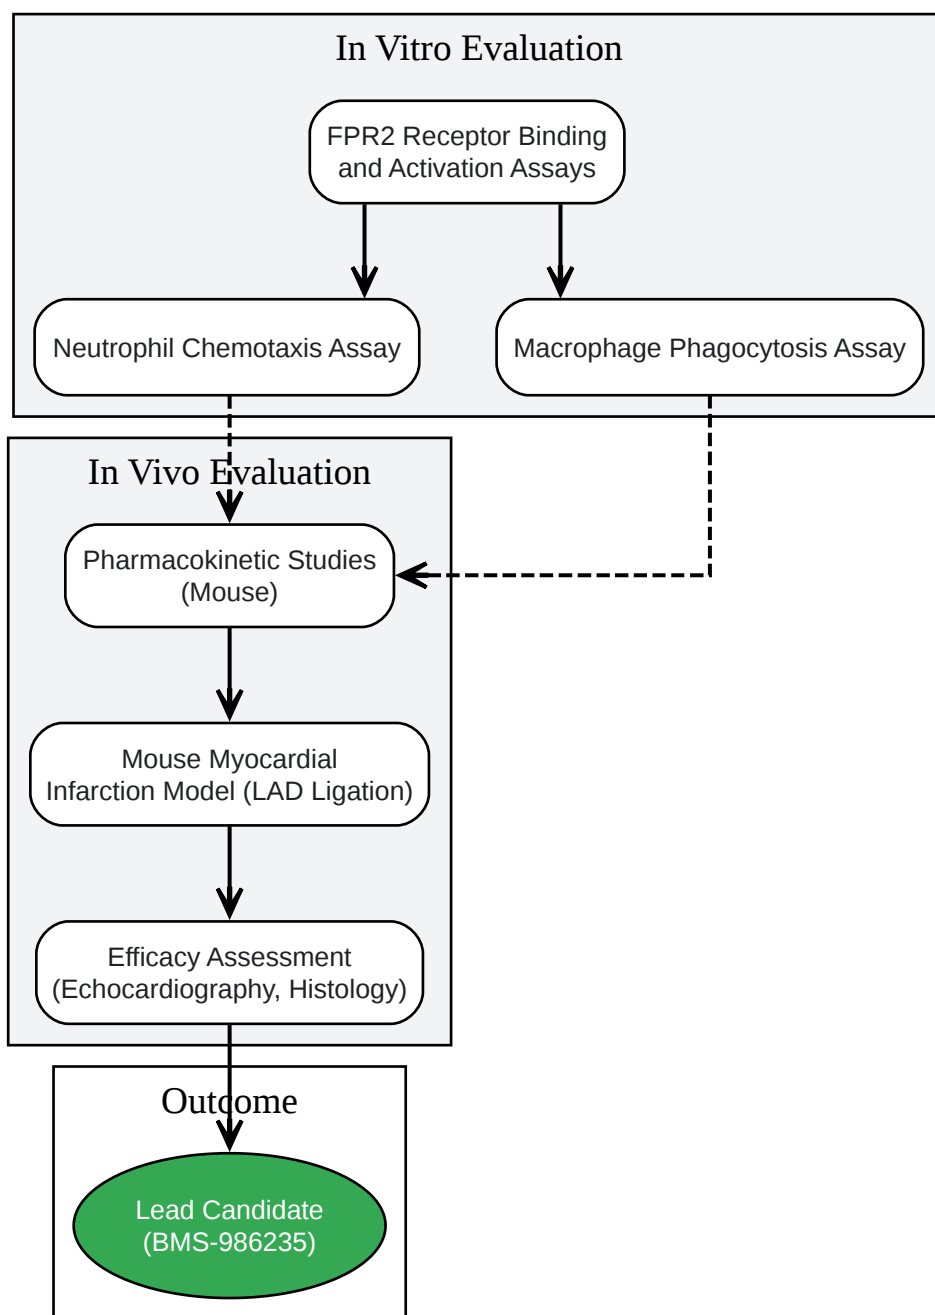 In Vitro Evaluation
FPR2 Receptor Binding
and Activation Assays
Neutrophil Chemotaxis Assay
Macrophage Phagocytosis Assay
In Vivo Evaluation
Pharmacokinetic Studies
(Mouse)
Mouse Myocardial
Infarction Model (LAD Ligation)
Efficacy Assessment
(Echocardiography, Histology)
Outcome
Lead Candidate
(BMS-986235)